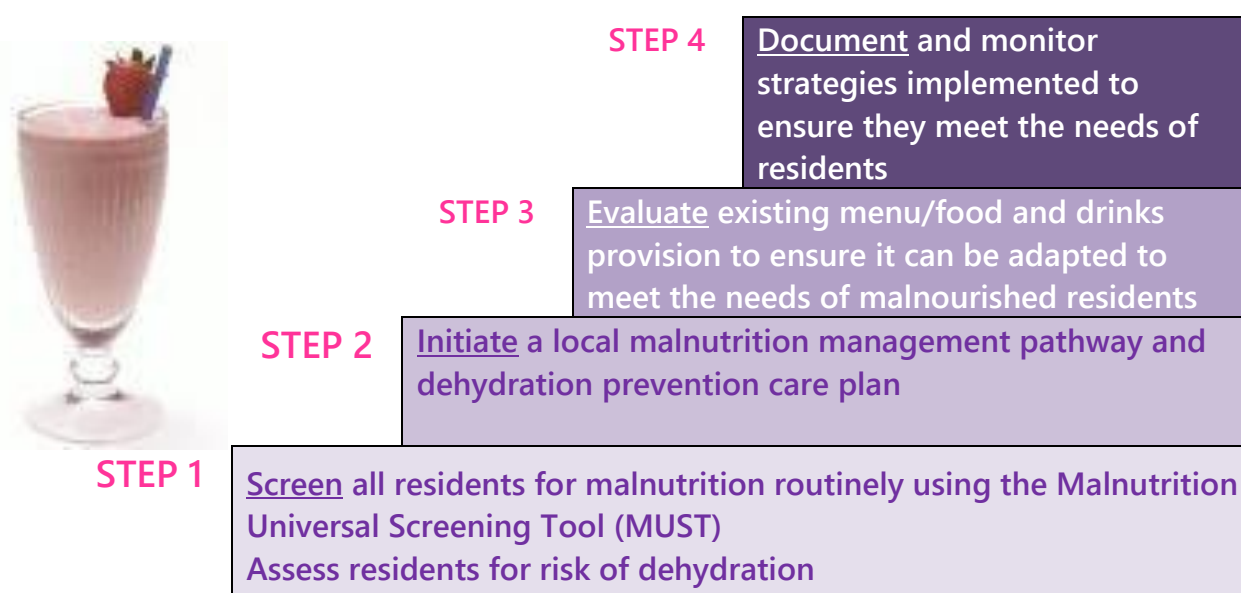 STEP 4
Document and monitor
strategies implemented to
ensure they meet the needs of
residents
STEP 3
Evaluate existing menu/food and drinks
provision to ensure it can be adapted to
meet the needs of malnourished residents
STEP 2
Initiate a local malnutrition management pathway and
dehydration prevention care plan
STEP 1
Screen all residents for malnutrition routinely using the Malnutrition
Universal Screening Tool (MUST)
Assess residents for risk of dehydration